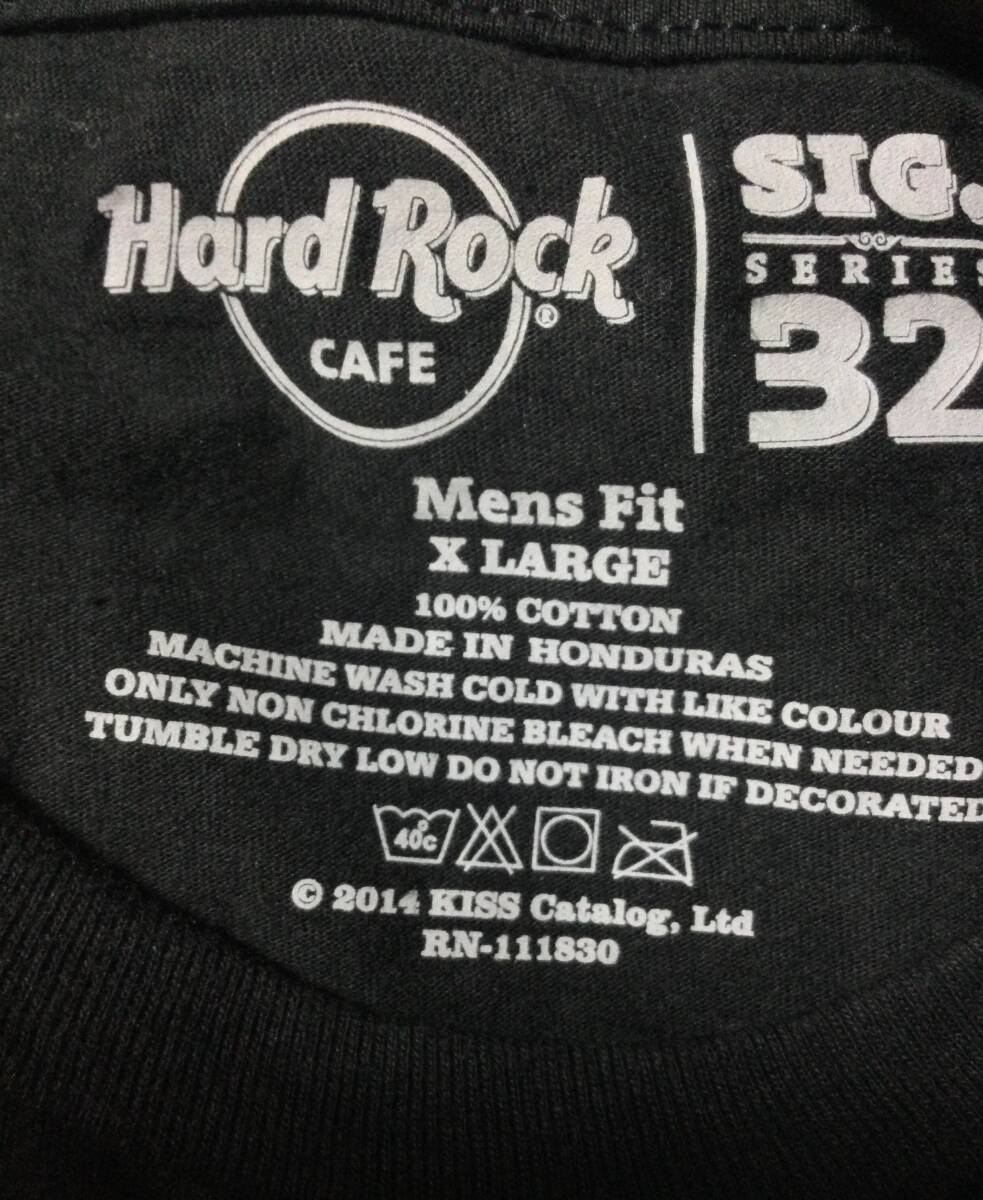 Hard Rock
®
CAFE
SIG.
SERIES
32
Mens Fit
X LARGE
100% COTTON
MADE IN HONDURAS
MACHINE WASH COLD WITH LIKE COLOUR
ONLY NON CHLORINE BLEACH WHEN NEEDED
TUMBLE DRY LOW DO NOT IRON IF DECORATED
40°c
© 2014 KISS Catalog, Ltd
RN-111830